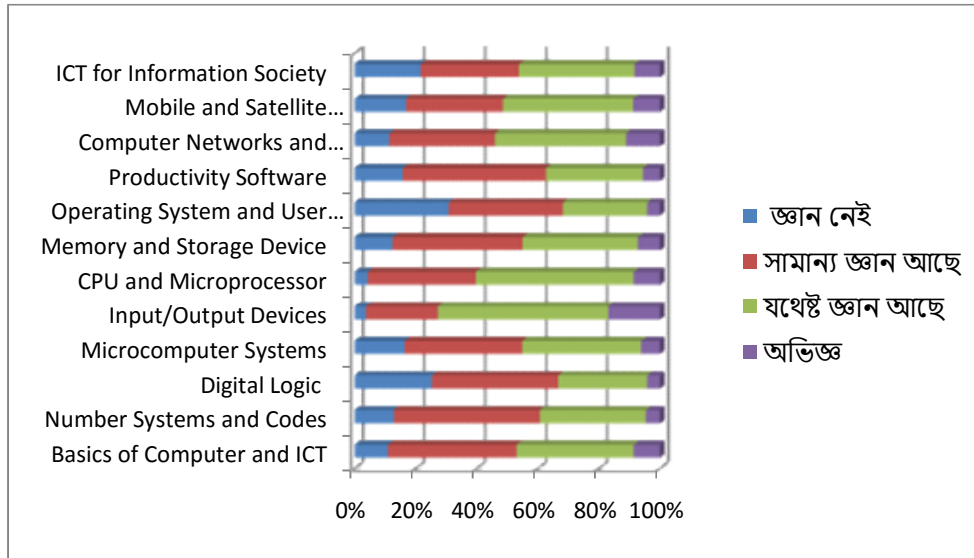 ICT for Information Society
Mobile and Satellite...
Computer Networks and...
Productivity Software
Operating System and User...
Memory and Storage Device
CPU and Microprocessor
Input/Output Devices
Microcomputer Systems
Digital Logic
Number Systems and Codes
Basics of Computer and ICT
0% 20% 40% 60% 80% 100%
জ্ঞান নেই
সামান্য জ্ঞান আছে
যথেষ্ট জ্ঞান আছে
অভিজ্ঞ